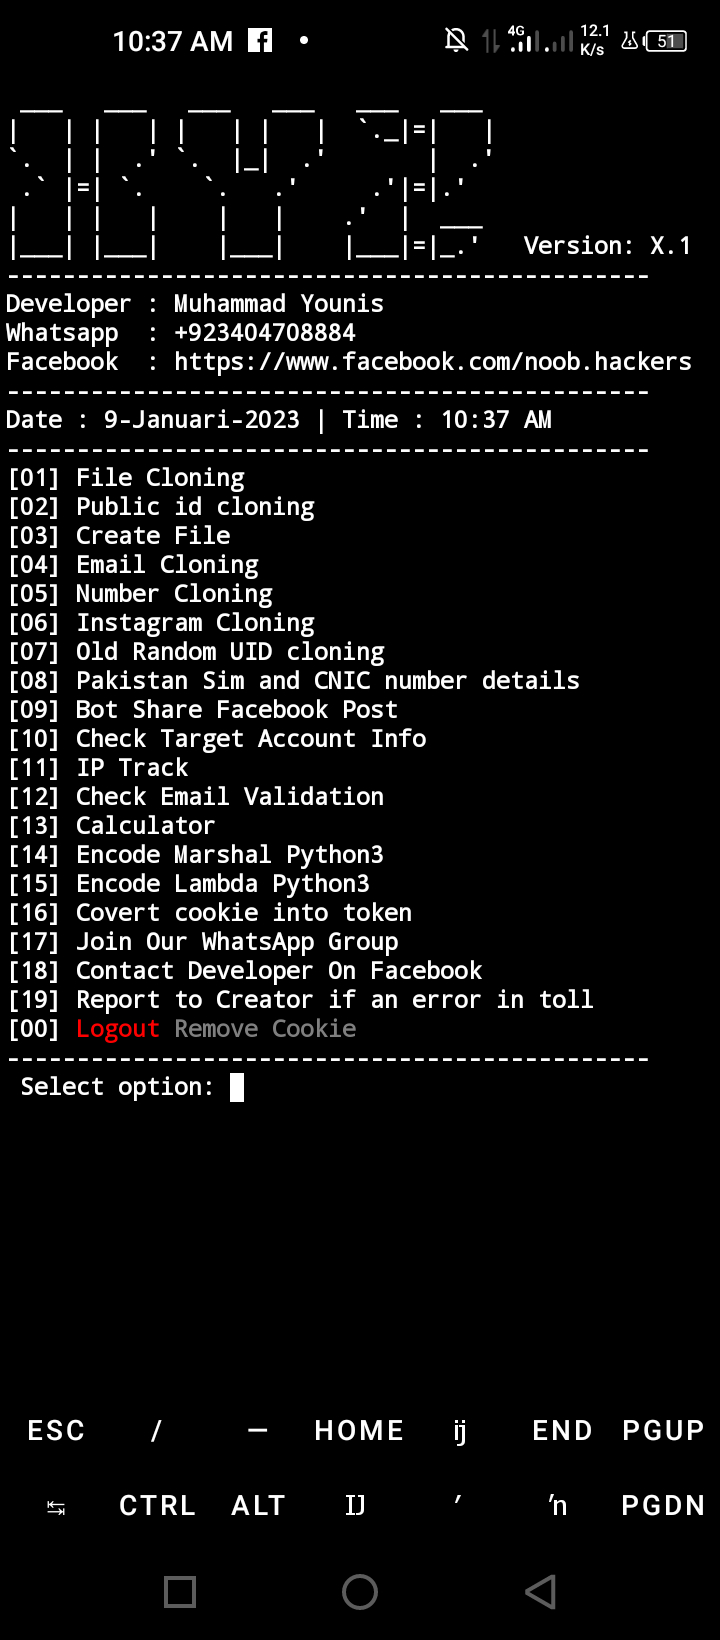 10:37 AM 4G 12.1 K/s 51
Version: X.1
Developer : Muhammad Younis
Whatsapp : +923404708884
Facebook : https://www.facebook.com/noob.hackers
Date : 9-Januari-2023 | Time : 10:37 AM
[01] File Cloning
[02] Public id cloning
[03] Create File
[04] Email Cloning
[05] Number Cloning
[06] Instagram Cloning
[07] Old Random UID cloning
[08] Pakistan Sim and CNIC number details
[09] Bot Share Facebook Post
[10] Check Target Account Info
[11] IP Track
[12] Check Email Validation
[13] Calculator
[14] Encode Marshal Python3
[15] Encode Lambda Python3
[16] Covert cookie into token
[17] Join Our WhatsApp Group
[18] Contact Developer On Facebook
[19] Report to Creator if an error in toll
[00] Logout Remove Cookie
Select option:
ESC / — HOME ĳ END PGUP
↹ CTRL ALT Ĳ ′ ŉ PGDN